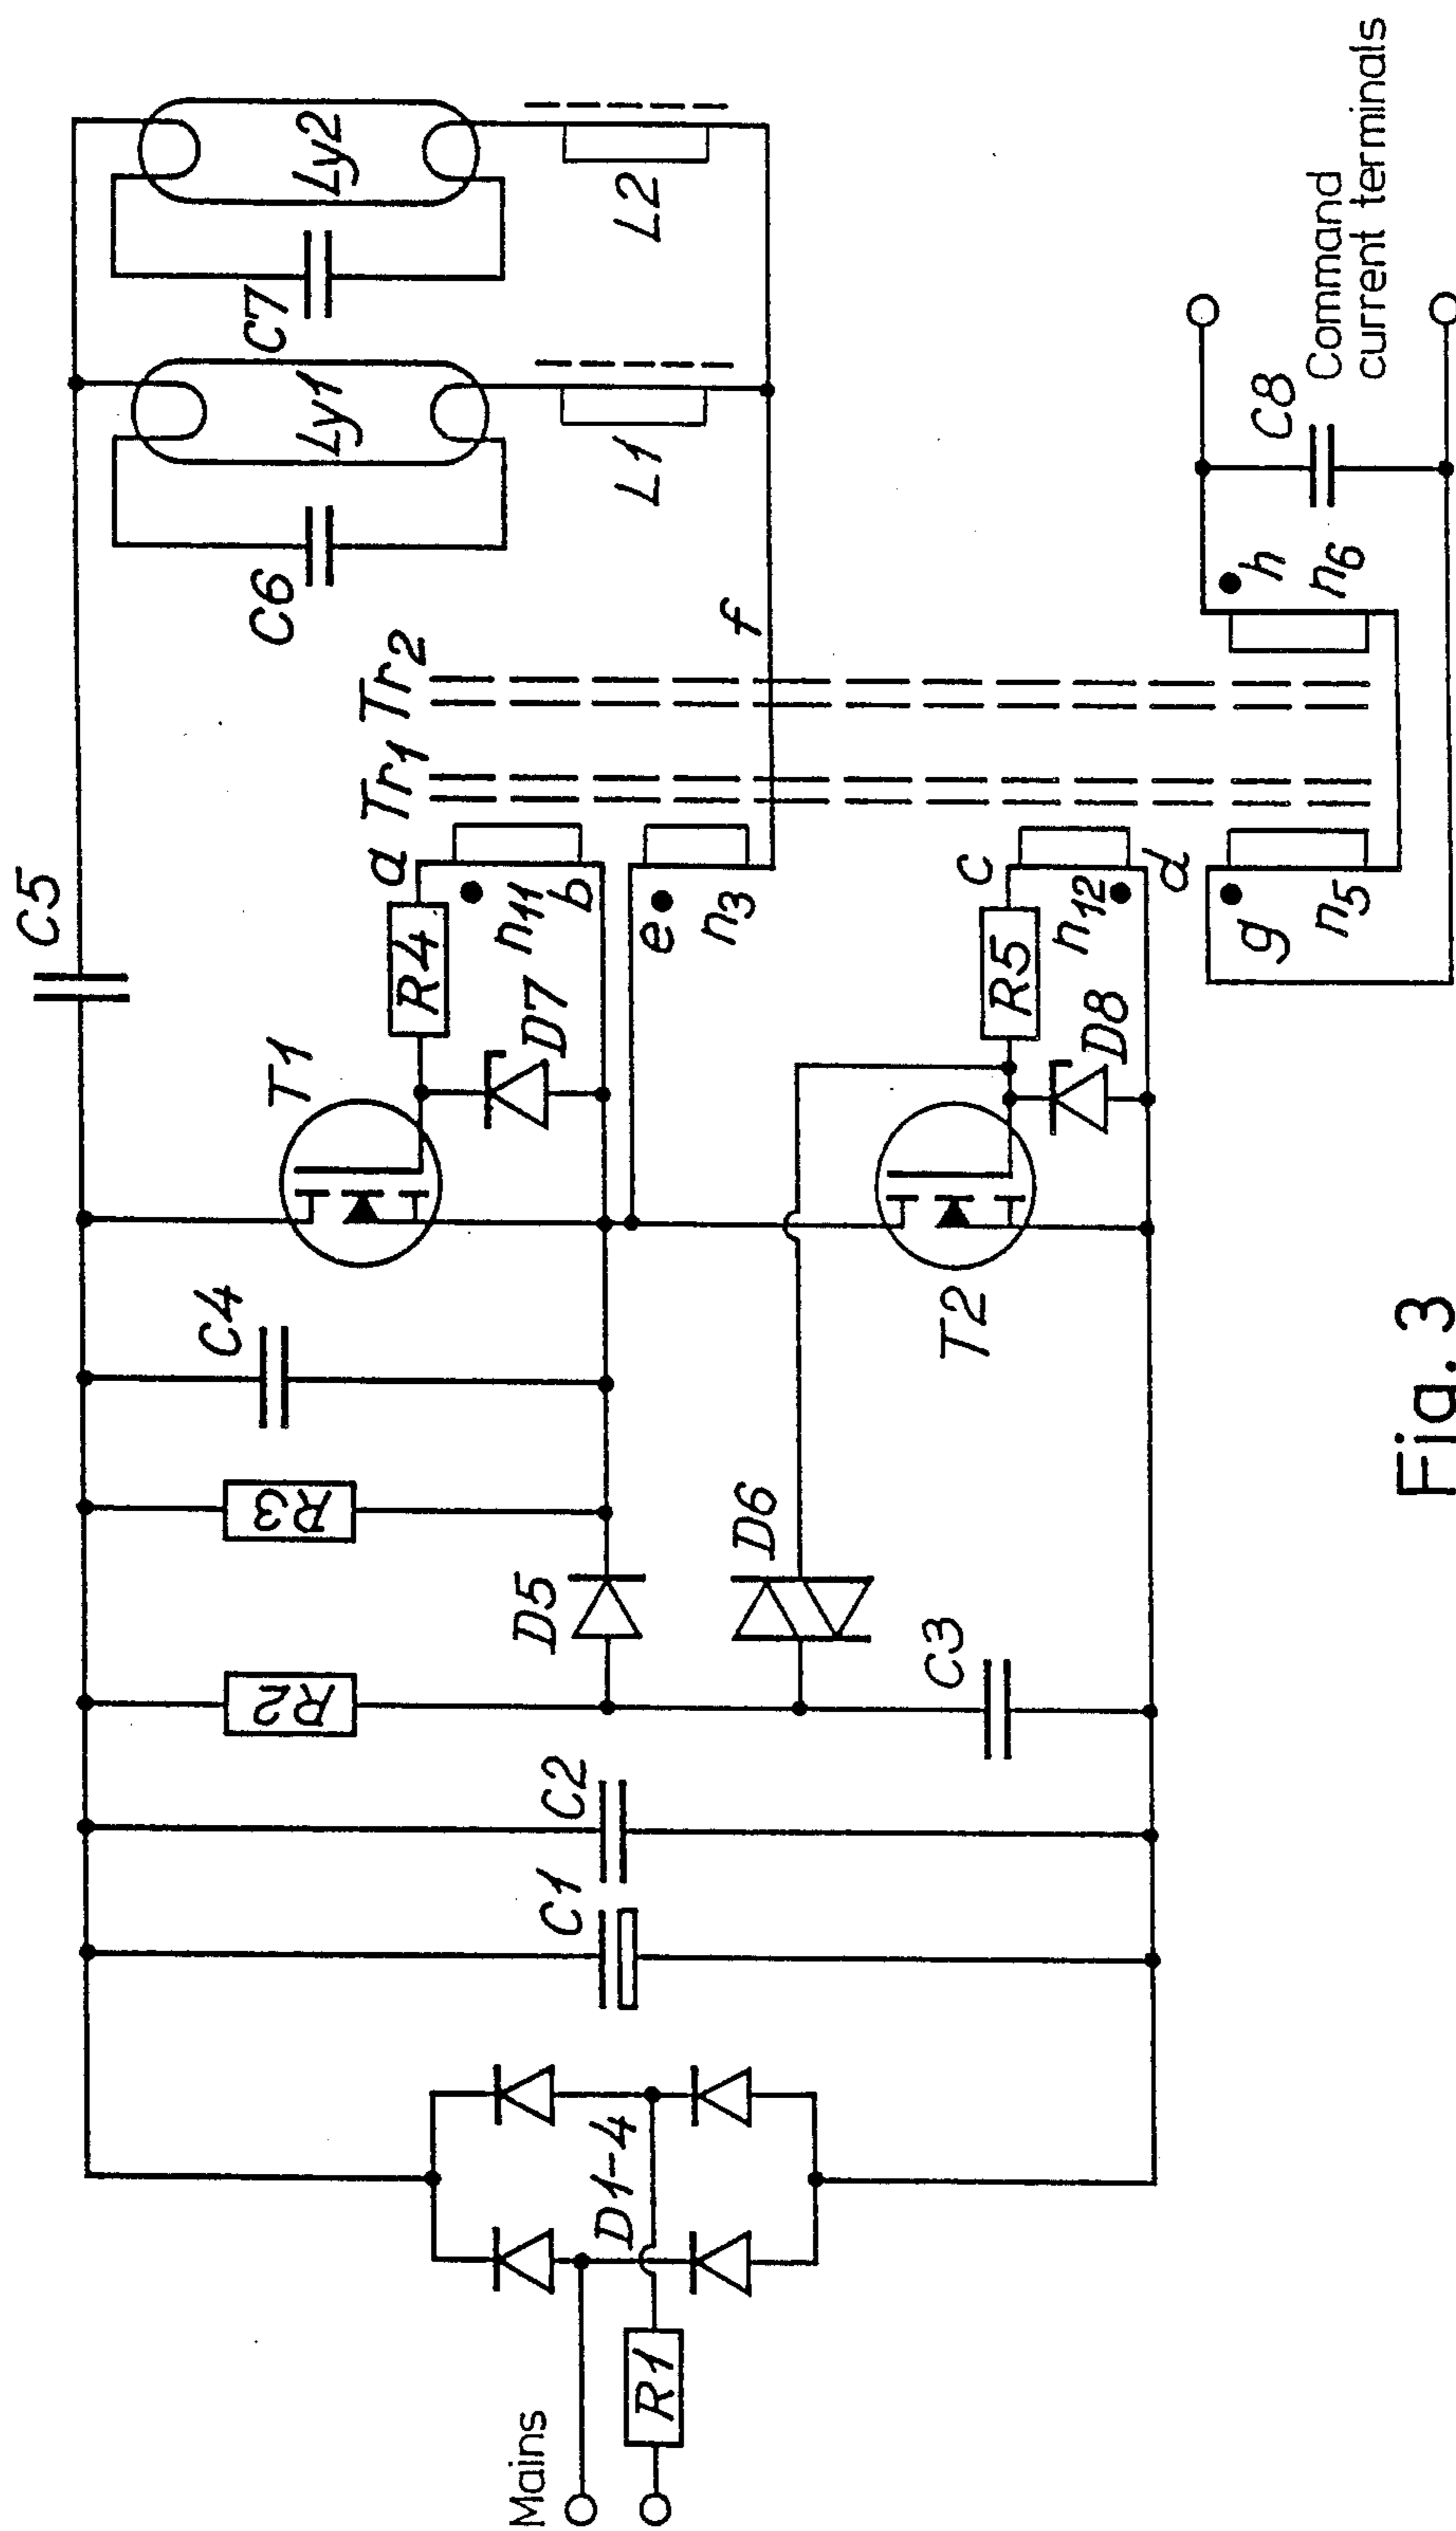 Mains
R1
D1-4
C1
C2
R2
R3
C4
D5
D6
C3
T1
T2
C5
R4
D7
R5
D8
a
n11
b
e
n3
c
n12
d
g
n5
Tr1
Tr2
f
h
n6
C6
Ly1
L1
C7
Ly2
L2
C8
Command
current terminals
Fig. 3